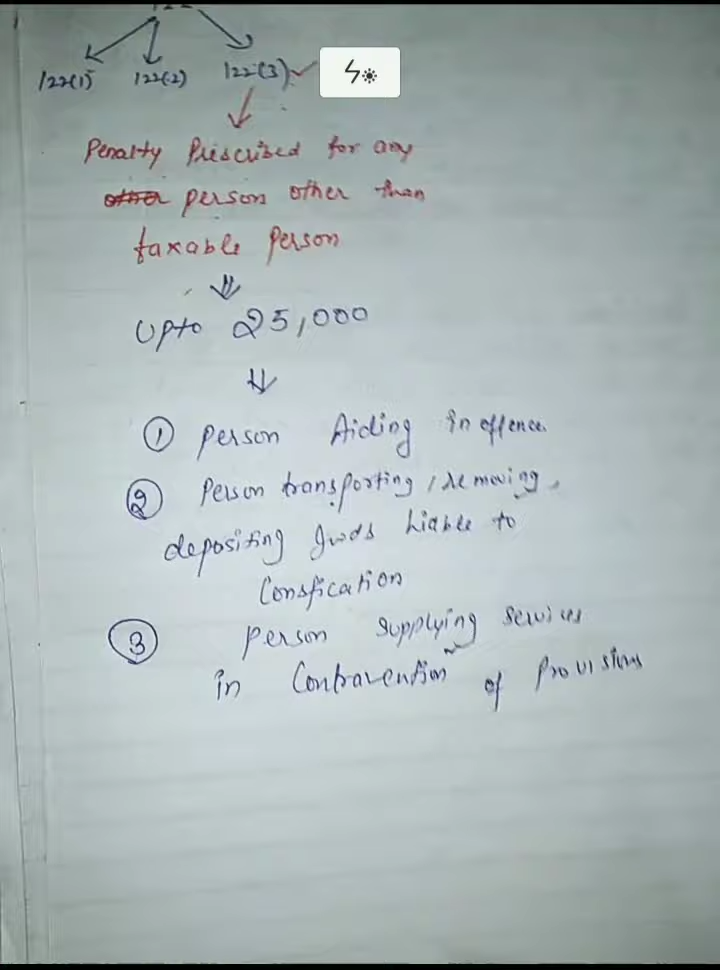 122(1) 122(2) 122(3)
Penalty Prescribed for any
other person other than
taxable Person
Upto 25,000
① person Aiding in offence
② Person transporting, removing,
depositing goods liable to
Consfication
③ person supplying services
in Contravention of Provisions